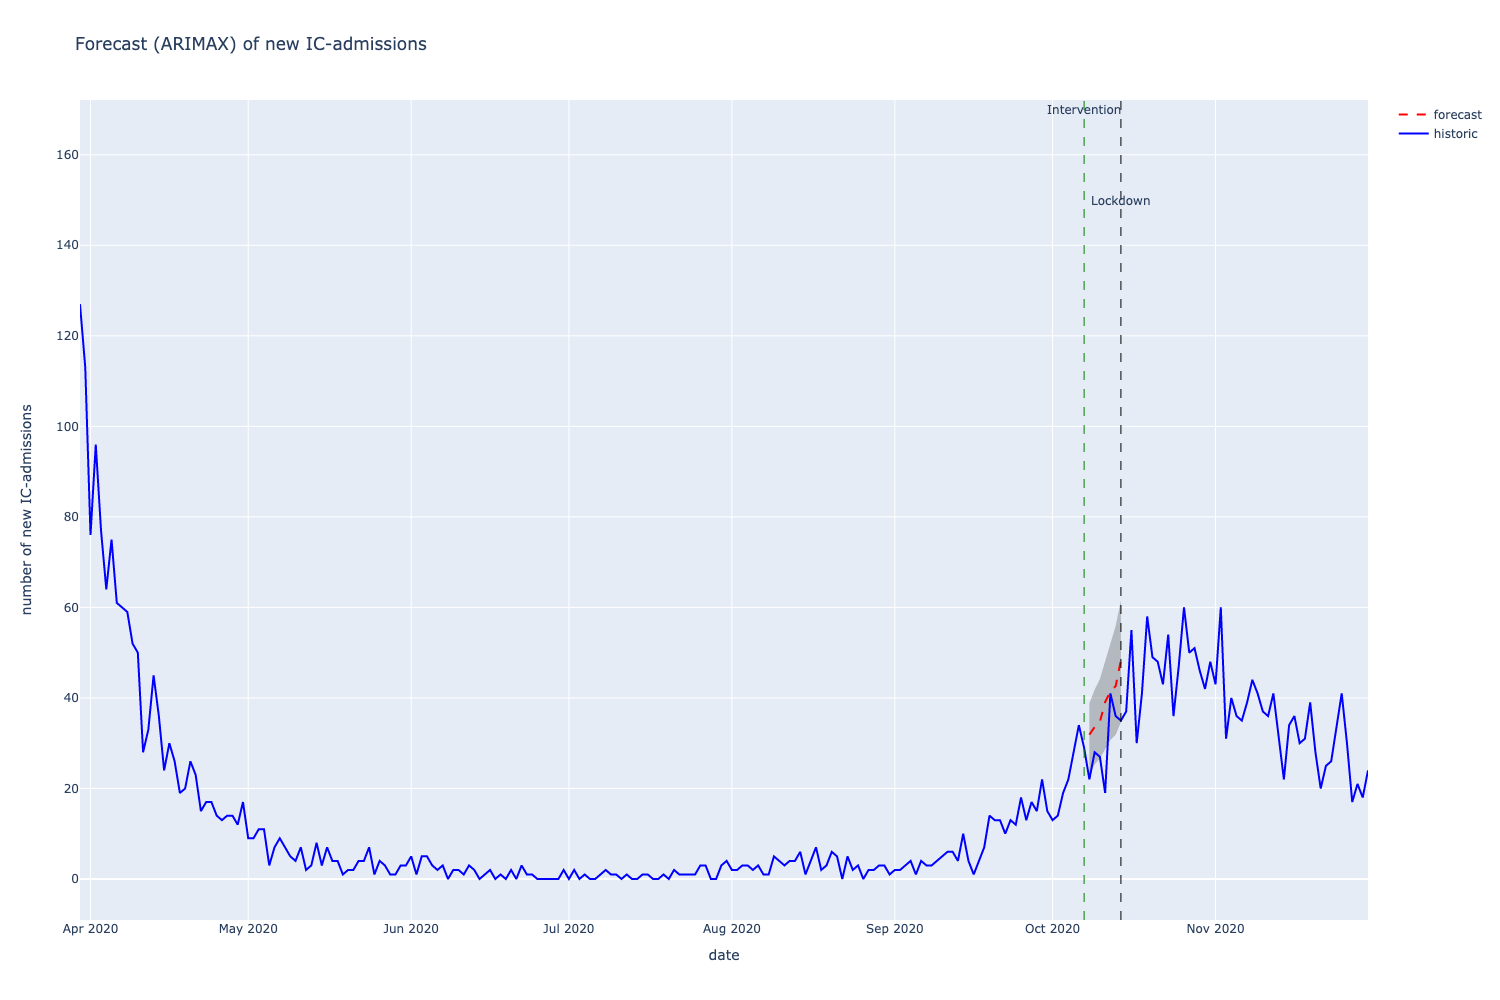 Forecast (ARIMAX) of new IC-admissions
Intervention
forecast
historic
Lockdown
160
140
120
100
80
60
40
20
0
number of new IC-admissions
Apr 2020
May 2020
Jun 2020
Jul 2020
Aug 2020
Sep 2020
Oct 2020
Nov 2020
date